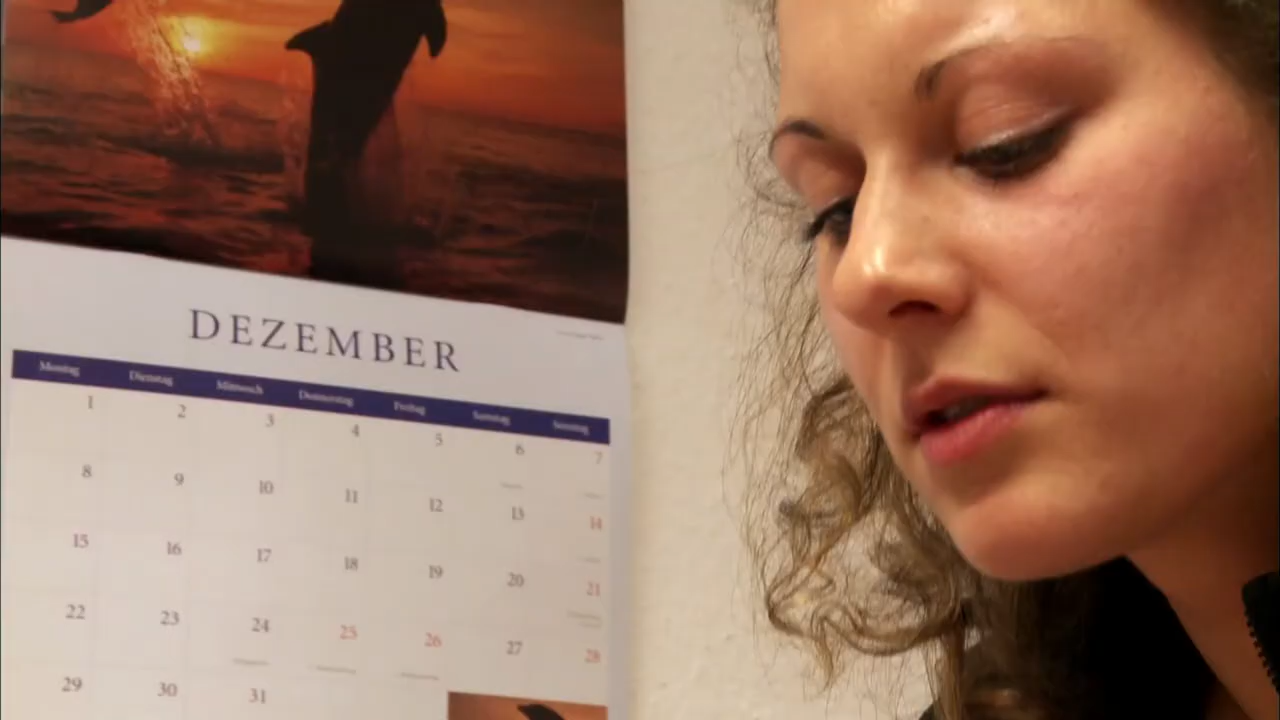 DEZEMBER
Montag Dienstag Mittwoch Donnerstag Freitag Samstag Sonntag
1 2 3 4 5 6 7
8 9 10 11 12 13 14
15 16 17 18 19 20 21
22 23 24 25 26 27 28
29 30 31